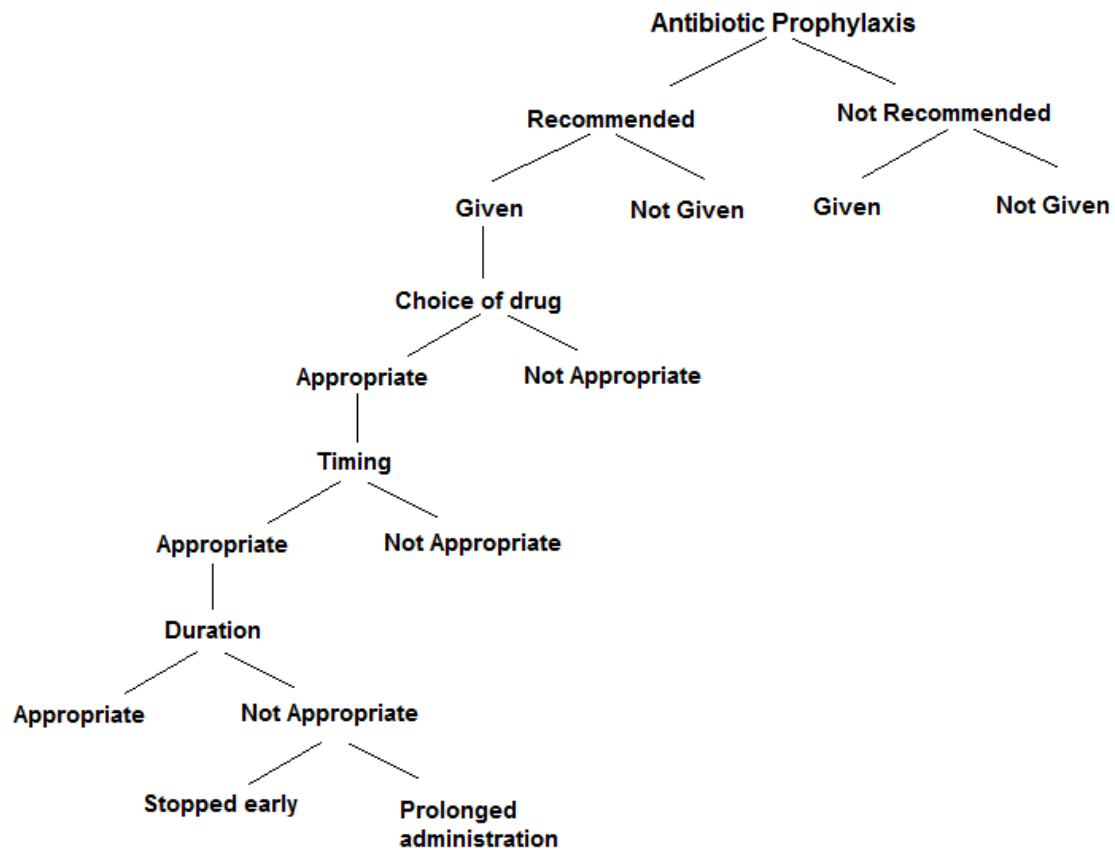 Antibiotic Prophylaxis
Recommended
Not Recommended
Given
Not Given
Given
Not Given
Choice of drug
Appropriate
Not Appropriate
Timing
Appropriate
Not Appropriate
Duration
Appropriate
Not Appropriate
Stopped early
Prolonged
administration